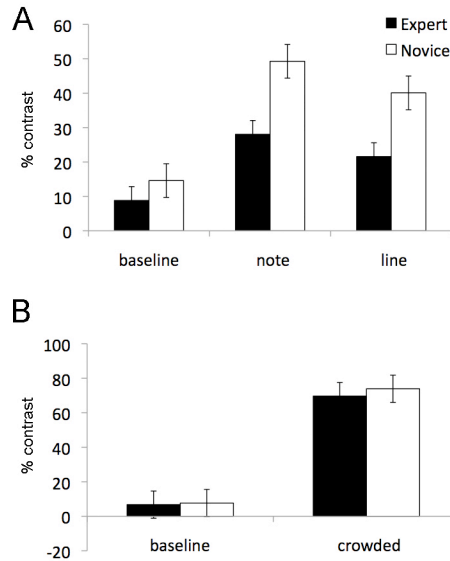 A
Expert
Novice
% contrast
60
50
40
30
20
10
0
baseline note line
B
% contrast
100
80
60
40
20
0
-20
baseline crowded